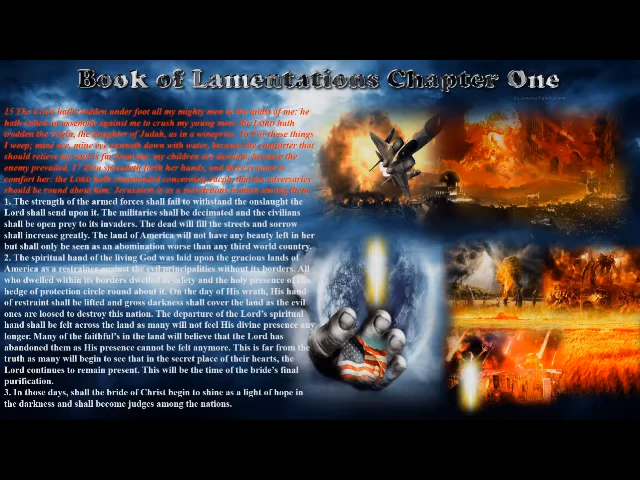 Book of Lamentations Chapter One
15 The Lord hath trodden under foot all my mighty men in the midst of me: he
hath called an assembly against me to crush my young men: the LORD hath
trodden the virgin, the daughter of Judah, as in a winepress. 16 For these things
I weep; mine eye, mine eye runneth down with water, because the comforter that
should relieve my soul is far from me: my children are desolate, because the
enemy prevailed. 17 Zion spreadeth forth her hands, and there is none to
comfort her: the LORD hath commanded concerning Jacob, that his adversaries
should be round about him: Jerusalem is as a menstruous woman among them.
1. The strength of the armed forces shall fail to withstand the onslaught the
Lord shall send upon it. The militaries shall be decimated and the civilians
shall be open prey to its invaders. The dead will fill the streets and sorrow
shall increase greatly. The land of America will not have any beauty left in her
but shall only be seen as an abomination worse than any third world country.
2. The spiritual hand of the living God was laid upon the gracious lands of
America as a restrainer against the evil principalities without its borders. All
who dwelled within its borders dwelled in safety and the holy presence of His
hedge of protection circle round about it. On the day of His wrath, His hand
of restraint shall be lifted and gross darkness shall cover the land as the evil
ones are loosed to destroy this nation. The departure of the Lord's spiritual
hand shall be felt across the land as many will not feel His divine presence any
longer. Many of the faithful's in the land will believe that the Lord has
abandoned them as His presence cannot be felt anymore. This is far from the
truth as many will begin to see that in the secret place of their hearts, the
Lord continues to remain present. This will be the time of the bride's final
purification.
3. In those days, shall the bride of Christ begin to shine as a light of hope in
the darkness and shall become judges among the nations.